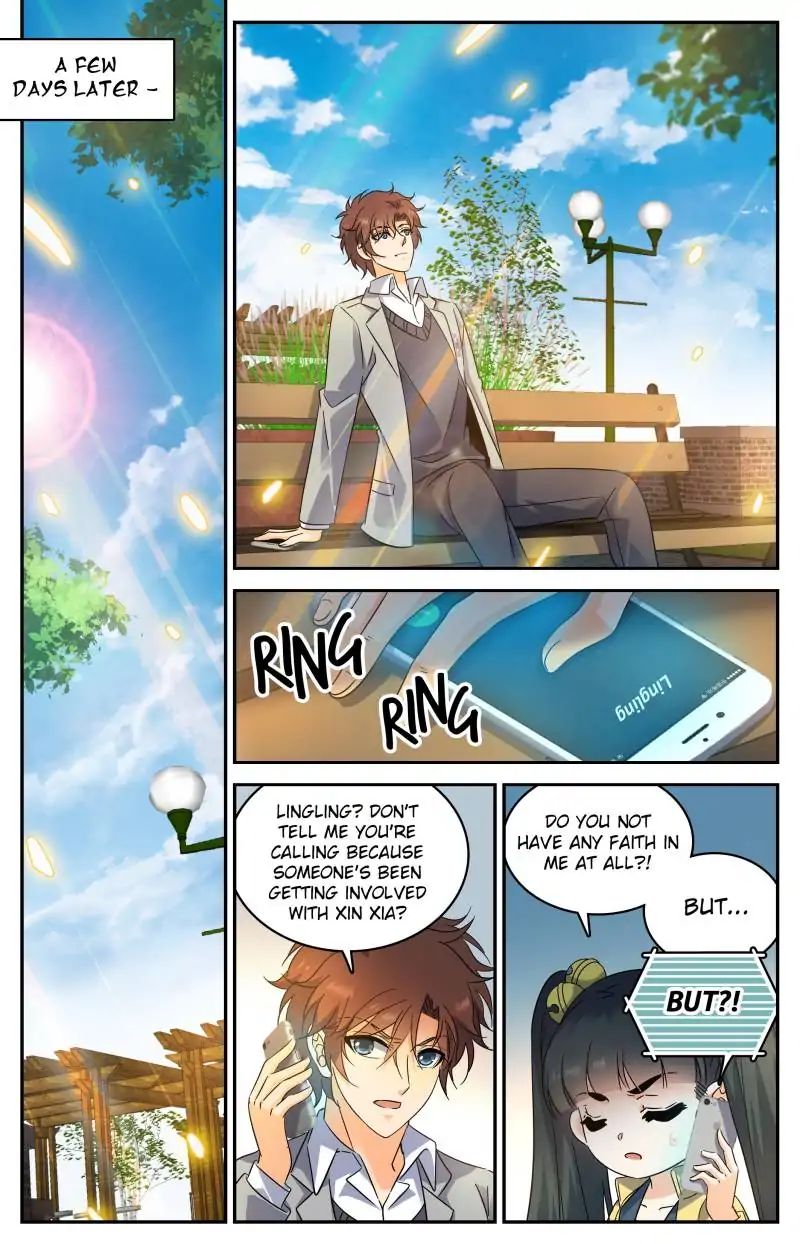 A FEW
DAYS LATER -
RING
RING
Lingling
LINGLING? DON'T
TELL ME YOU'RE
CALLING BECAUSE
SOMEONE'S BEEN
GETTING INVOLVED
WITH XIN XIA?
DO YOU NOT
HAVE ANY FAITH IN
ME AT ALL?!
BUT...
BUT?!